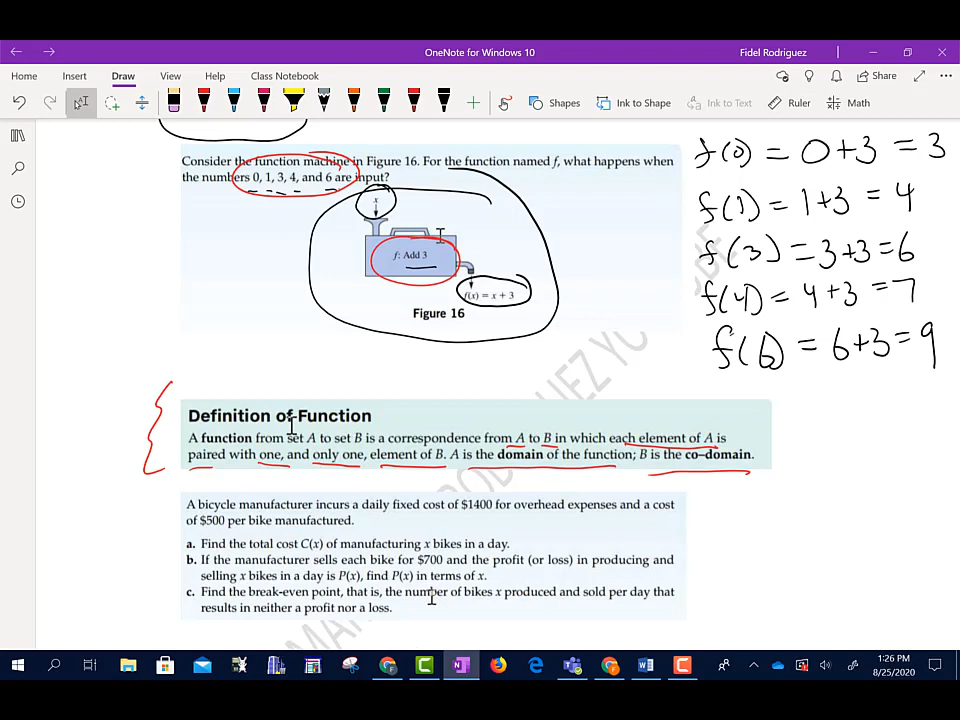 OneNote for Windows 10
Fidel Rodriguez
Home Insert Draw View Help Class Notebook Share
Shapes Ink to Shape Ink to Text Ruler Math
Consider the function machine in Figure 16. For the function named f, what happens when
the numbers 0, 1, 3, 4, and 6 are input?
x
f: Add 3
f(x) = x + 3
Figure 16
f(0) = 0+3 = 3
f(1) = 1+3 = 4
f(3) = 3+3 = 6
f(4) = 4+3 = 7
f(6) = 6+3 = 9
Definition of Function
A function from set A to set B is a correspondence from A to B in which each element of A is
paired with one, and only one, element of B. A is the domain of the function; B is the co–domain.
A bicycle manufacturer incurs a daily fixed cost of $1400 for overhead expenses and a cost
of $500 per bike manufactured.
a. Find the total cost C(x) of manufacturing x bikes in a day.
b. If the manufacturer sells each bike for $700 and the profit (or loss) in producing and
selling x bikes in a day is P(x), find P(x) in terms of x.
c. Find the break-even point, that is, the number of bikes x produced and sold per day that
results in neither a profit nor a loss.
1:26 PM
8/25/2020